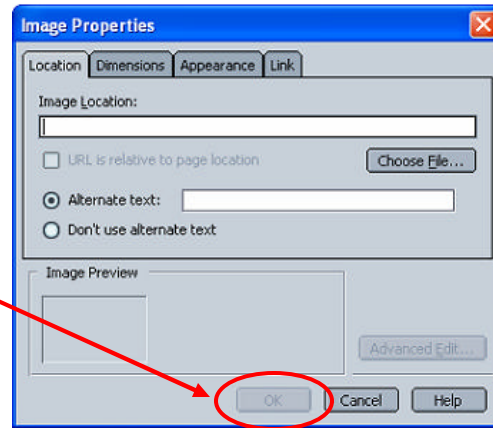 Image Properties
Location Dimensions Appearance Link
Image Location:
URL is relative to page location
Choose File...
Alternate text:
Don't use alternate text
Image Preview
Advanced Edit...
OK Cancel Help